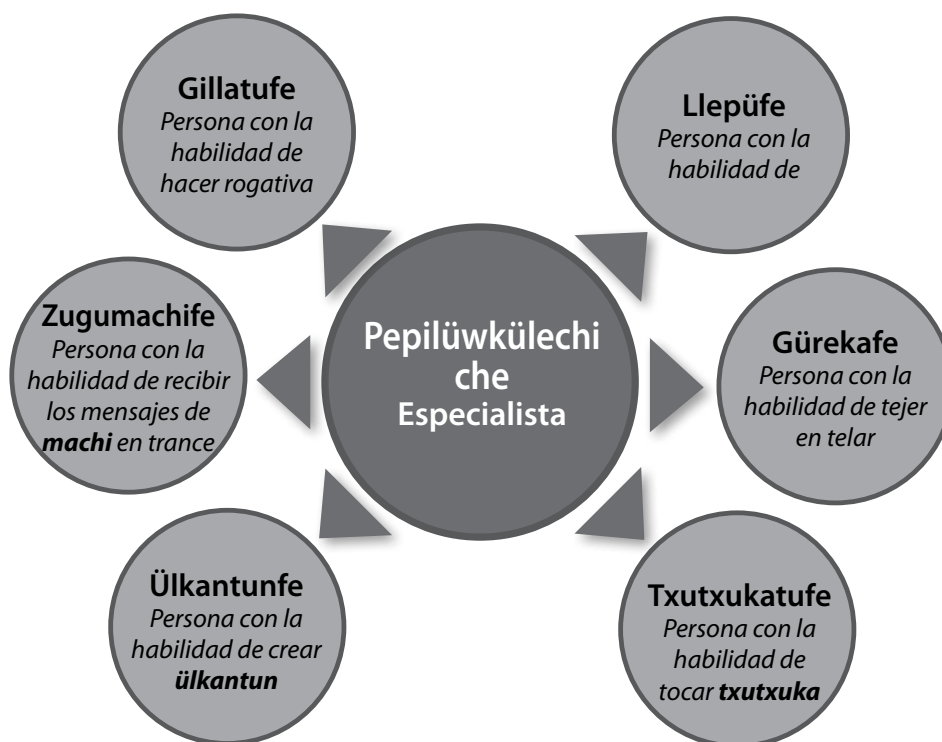 Gillatufe
Persona con la
habilidad de
hacer rogativa
Llepüfe
Persona con la
habilidad de
Zugumachife
Persona con la
habilidad de recibir
los mensajes de
machi en trance
Pepilüwkülechi
che
Especialista
Gürekafe
Persona con la
habilidad de tejer
en telar
Ülkantunfe
Persona con la
habilidad de crear
ülkantun
Txutxukatufe
Persona con la
habilidad de
tocar txutxuka